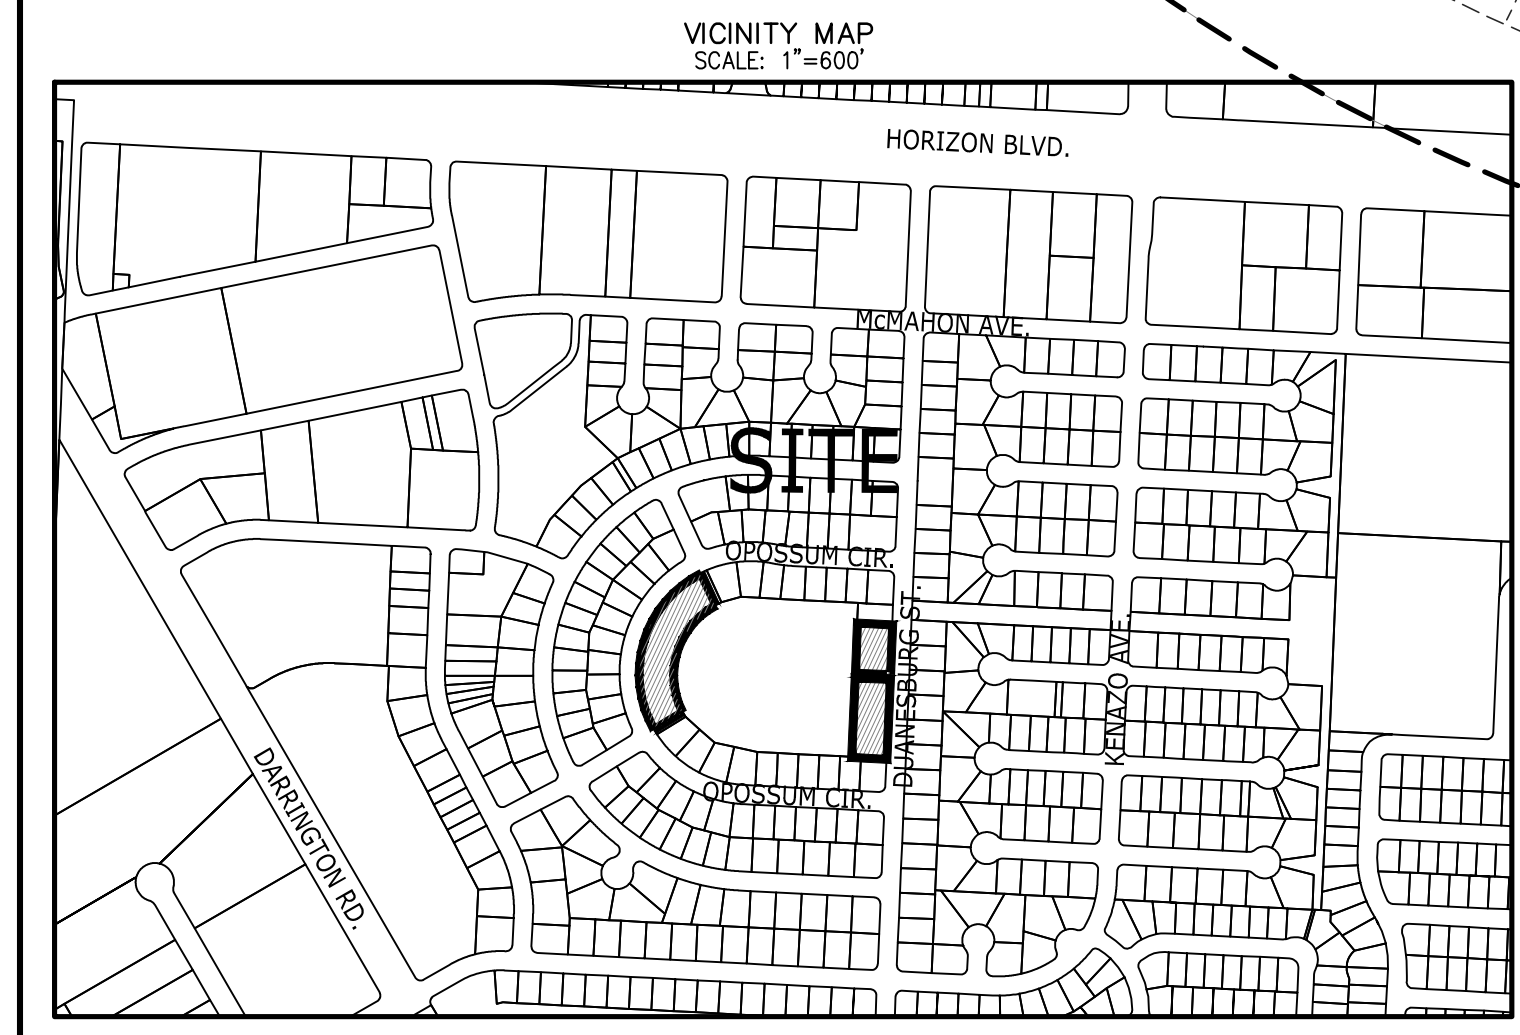 VICINITY MAP
SCALE: 1"=600'
HORIZON BLVD.
McMAHON AVE.
SITE
OPOSSUM CIR.
DUANESBURG ST.
KENAZO AVE.
DARRINGTON RD.
OPOSSUM CIR.